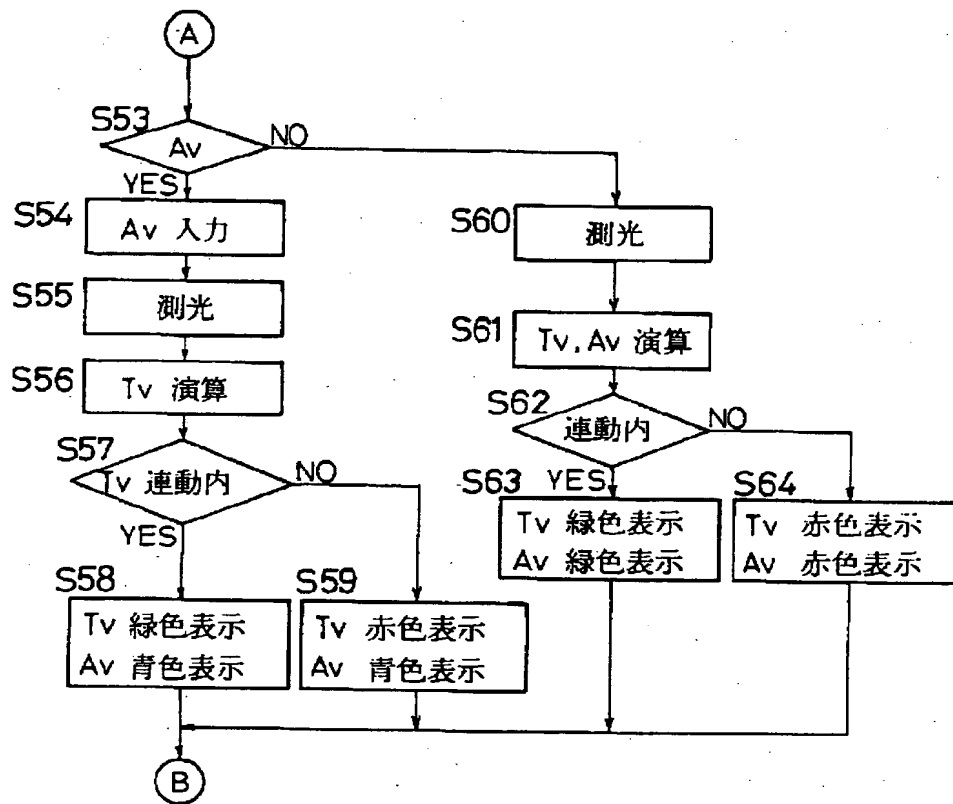 A
S53
Av
NO
YES
S54
Av 入力
S55
測光
S56
Tv 演算
S57
Tv 連動内
NO
YES
S58
Tv 緑色表示
Av 青色表示
S59
Tv 赤色表示
Av 青色表示
S60
測光
S61
Tv, Av 演算
S62
連動内
NO
YES
S63
Tv 緑色表示
Av 緑色表示
S64
Tv 赤色表示
Av 赤色表示
B